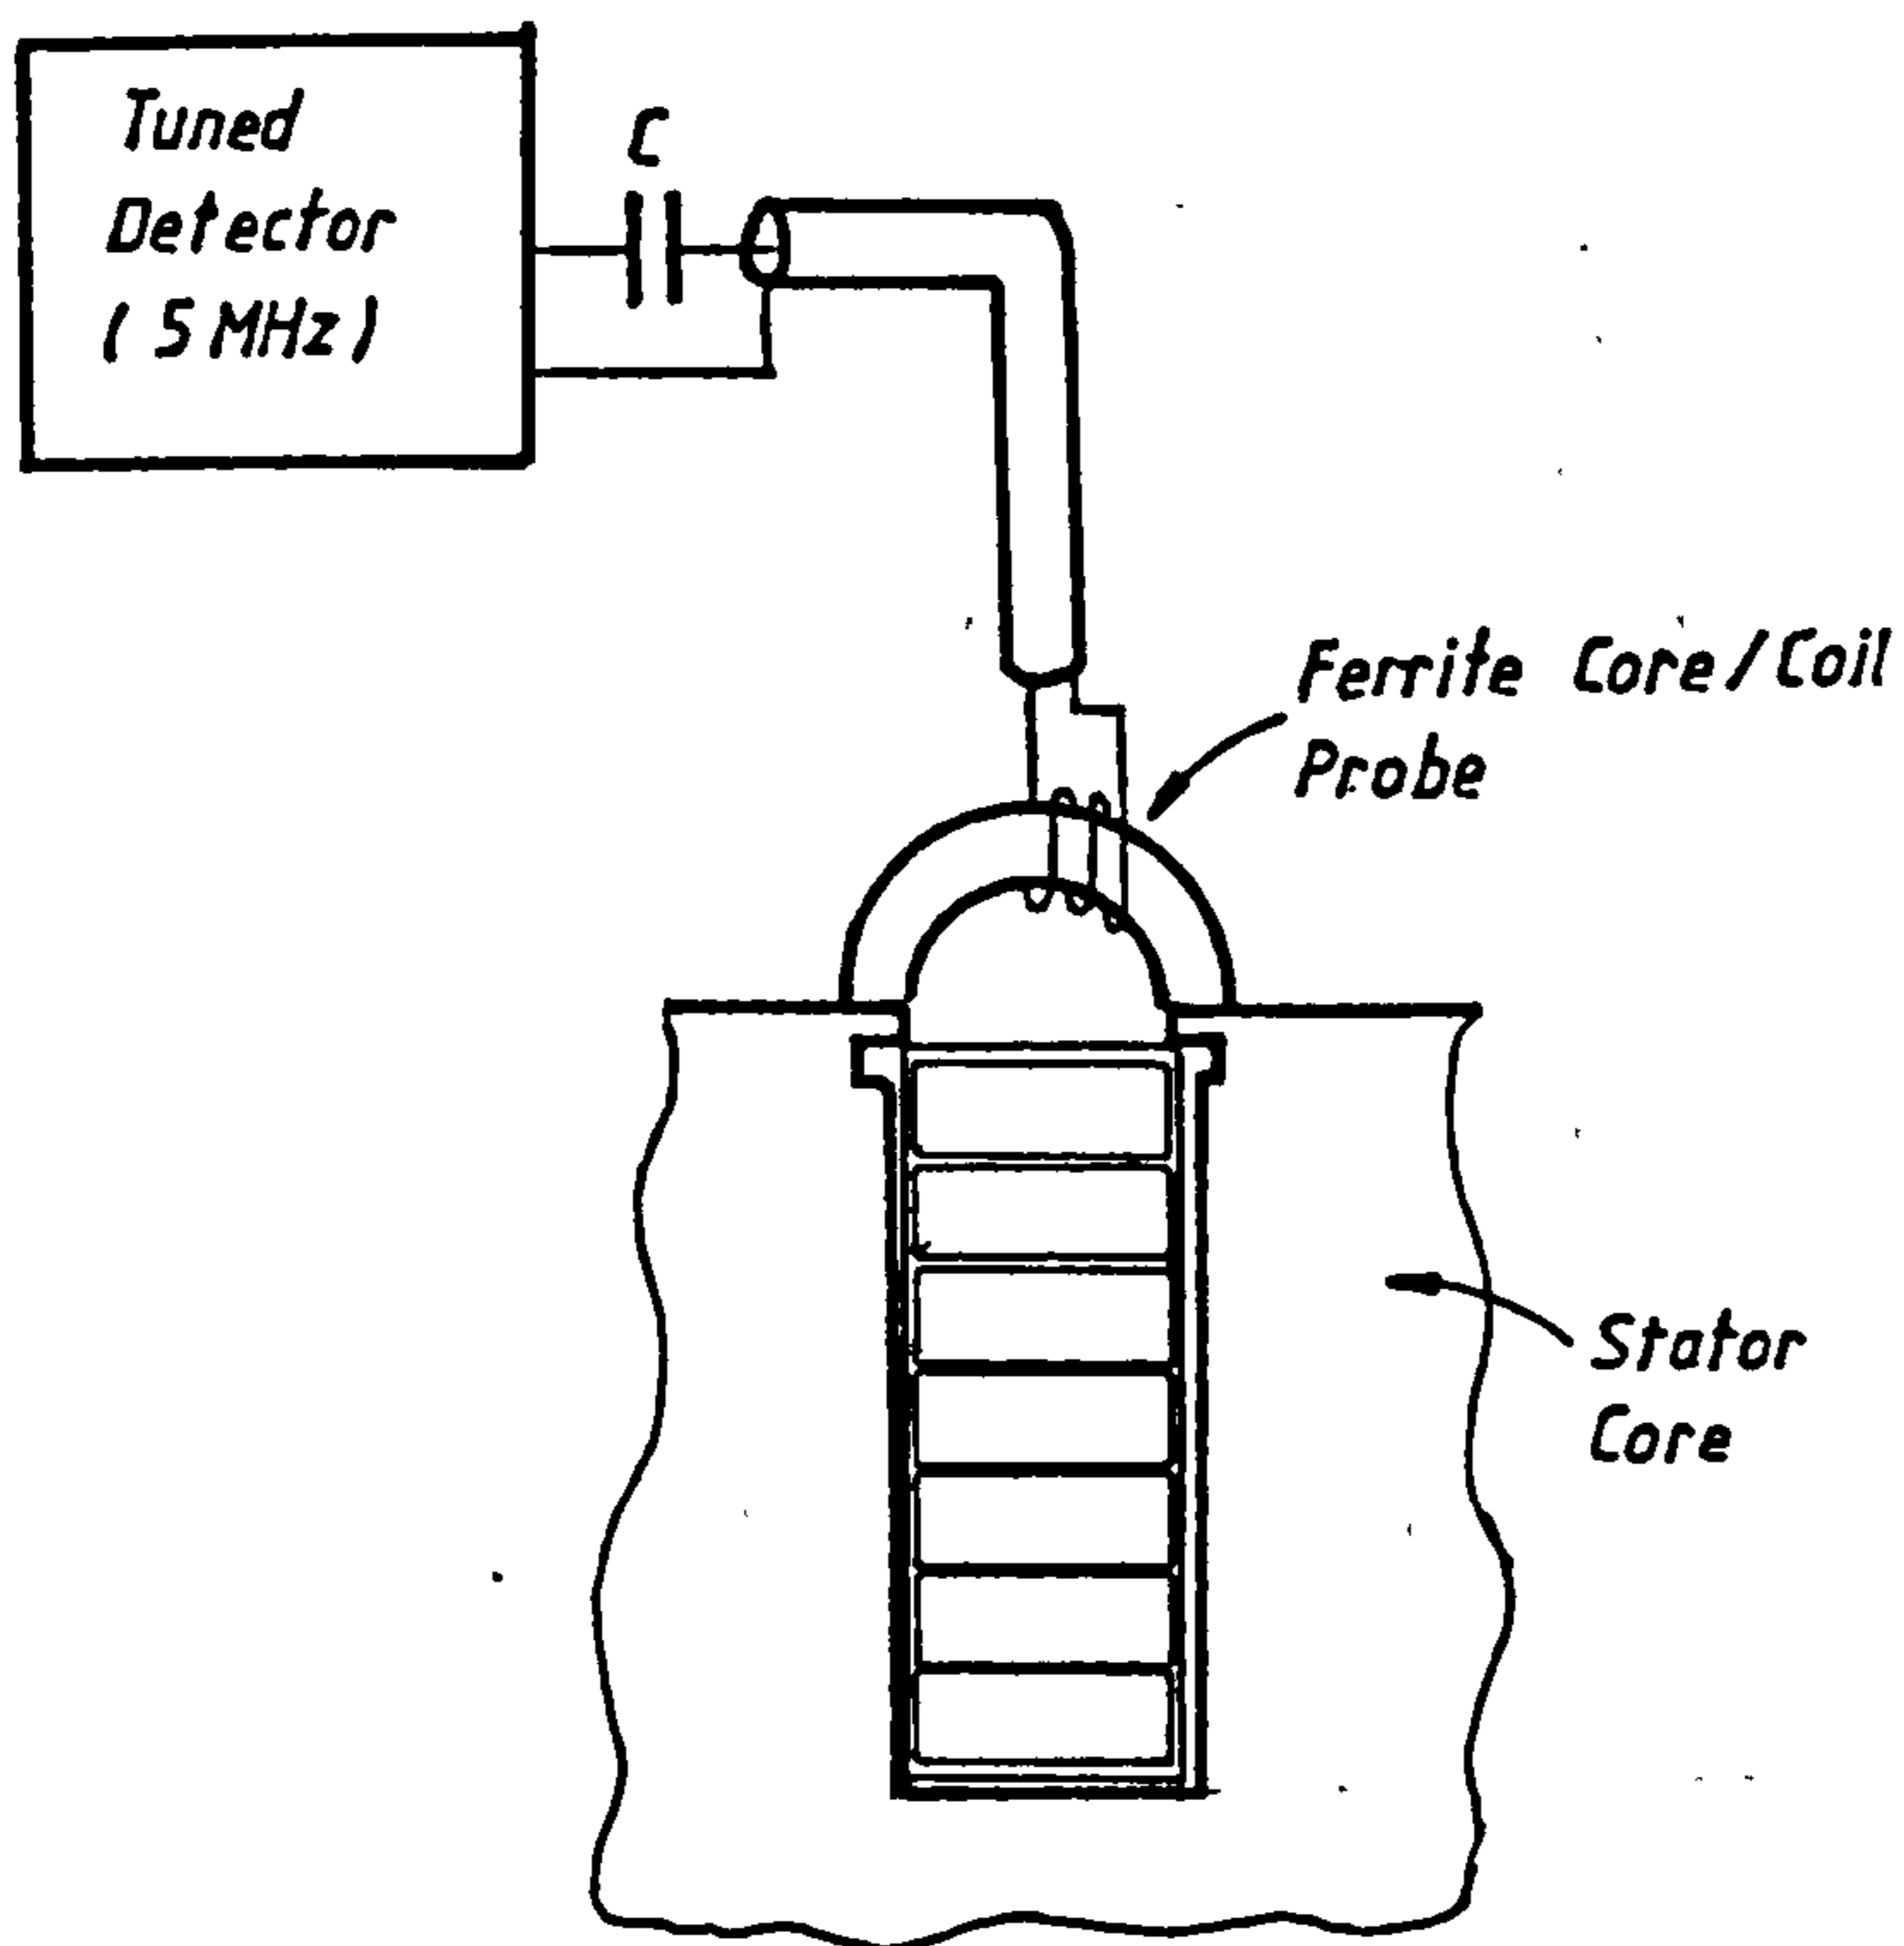 Tuned
Detector
(5 MHz)
C
Ferrite Core/Coil
Probe
Stator
Core